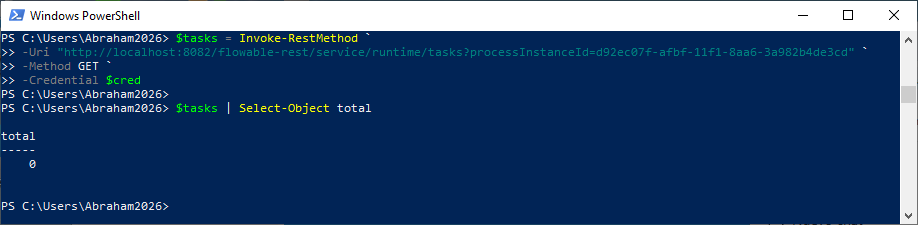 Windows PowerShell
PS C:\Users\Abraham2026> $tasks = Invoke-RestMethod `
>> -Uri "http://localhost:8082/flowable-rest/service/runtime/tasks?processInstanceId=d92ec07f-afbf-11f1-8aa6-3a982b4de3cd" `
>> -Method GET `
>> -Credential $cred
PS C:\Users\Abraham2026>
PS C:\Users\Abraham2026> $tasks | Select-Object total
total
-----
0
PS C:\Users\Abraham2026>